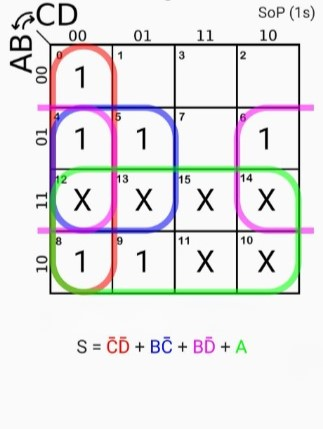 CD SoP (1s)
AB
00 01 11 10
00 0 1 1 3 2
01 4 1 5 1 7 6 1
11 12 X 13 X 15 X 14 X
10 8 1 9 1 11 X 10 X
S = C̄D̄ + BC̄ + BD̄ + A